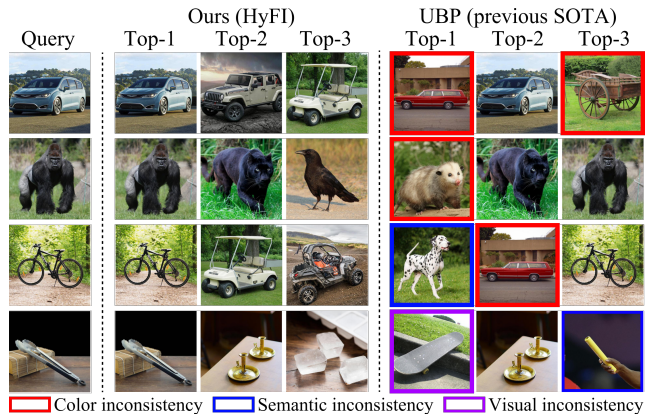 Ours (HyFI) UBP (previous SOTA)
Query Top-1 Top-2 Top-3 Top-1 Top-2 Top-3
Color inconsistency Semantic inconsistency Visual inconsistency